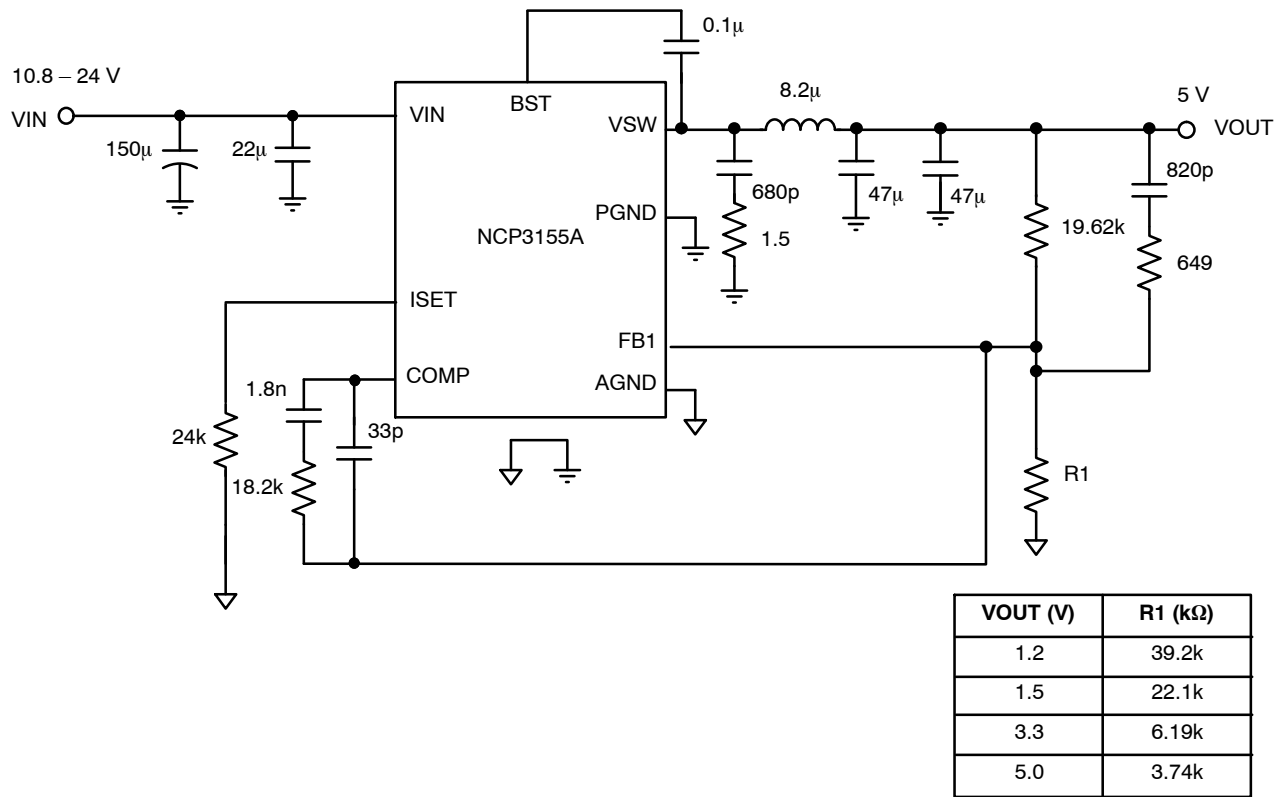 0.1μ
10.8 – 24 V
VIN
150μ
22μ
VIN
BST
VSW
8.2μ
5 V
VOUT
680p
1.5
47μ
47μ
820p
19.62k
649
PGND
NCP3155A
ISET
FB1
COMP
AGND
1.8n
33p
24k
18.2k
R1
VOUT (V) R1 (kΩ)
1.2 39.2k
1.5 22.1k
3.3 6.19k
5.0 3.74k